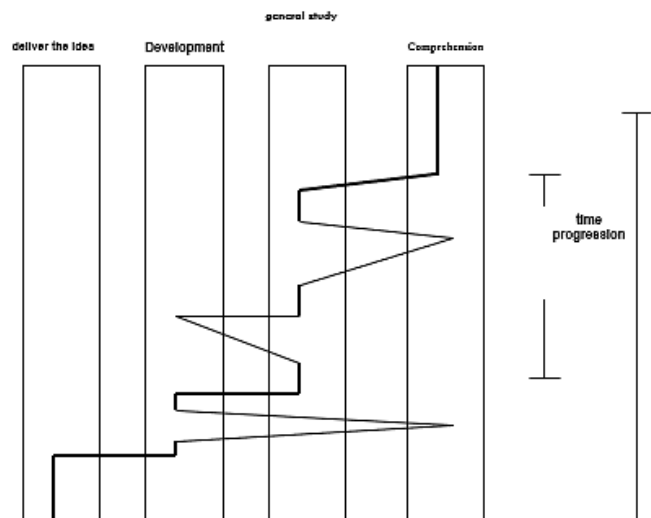 general study
deliver the idea
Development
Comprehension
time
progression